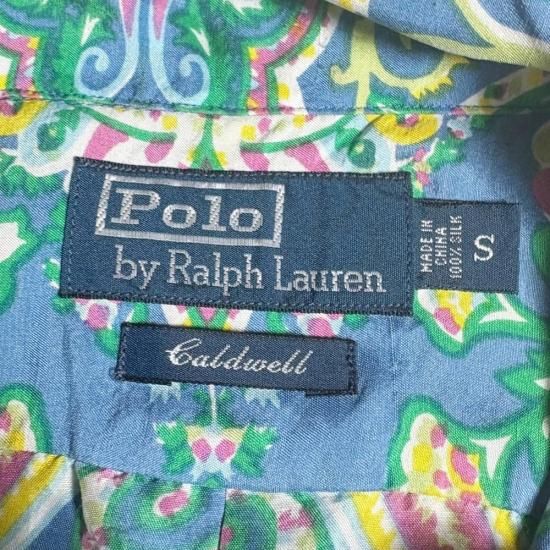 Polo
by Ralph Lauren
MADE IN
CHINA
100% SILK
S
Caldwell